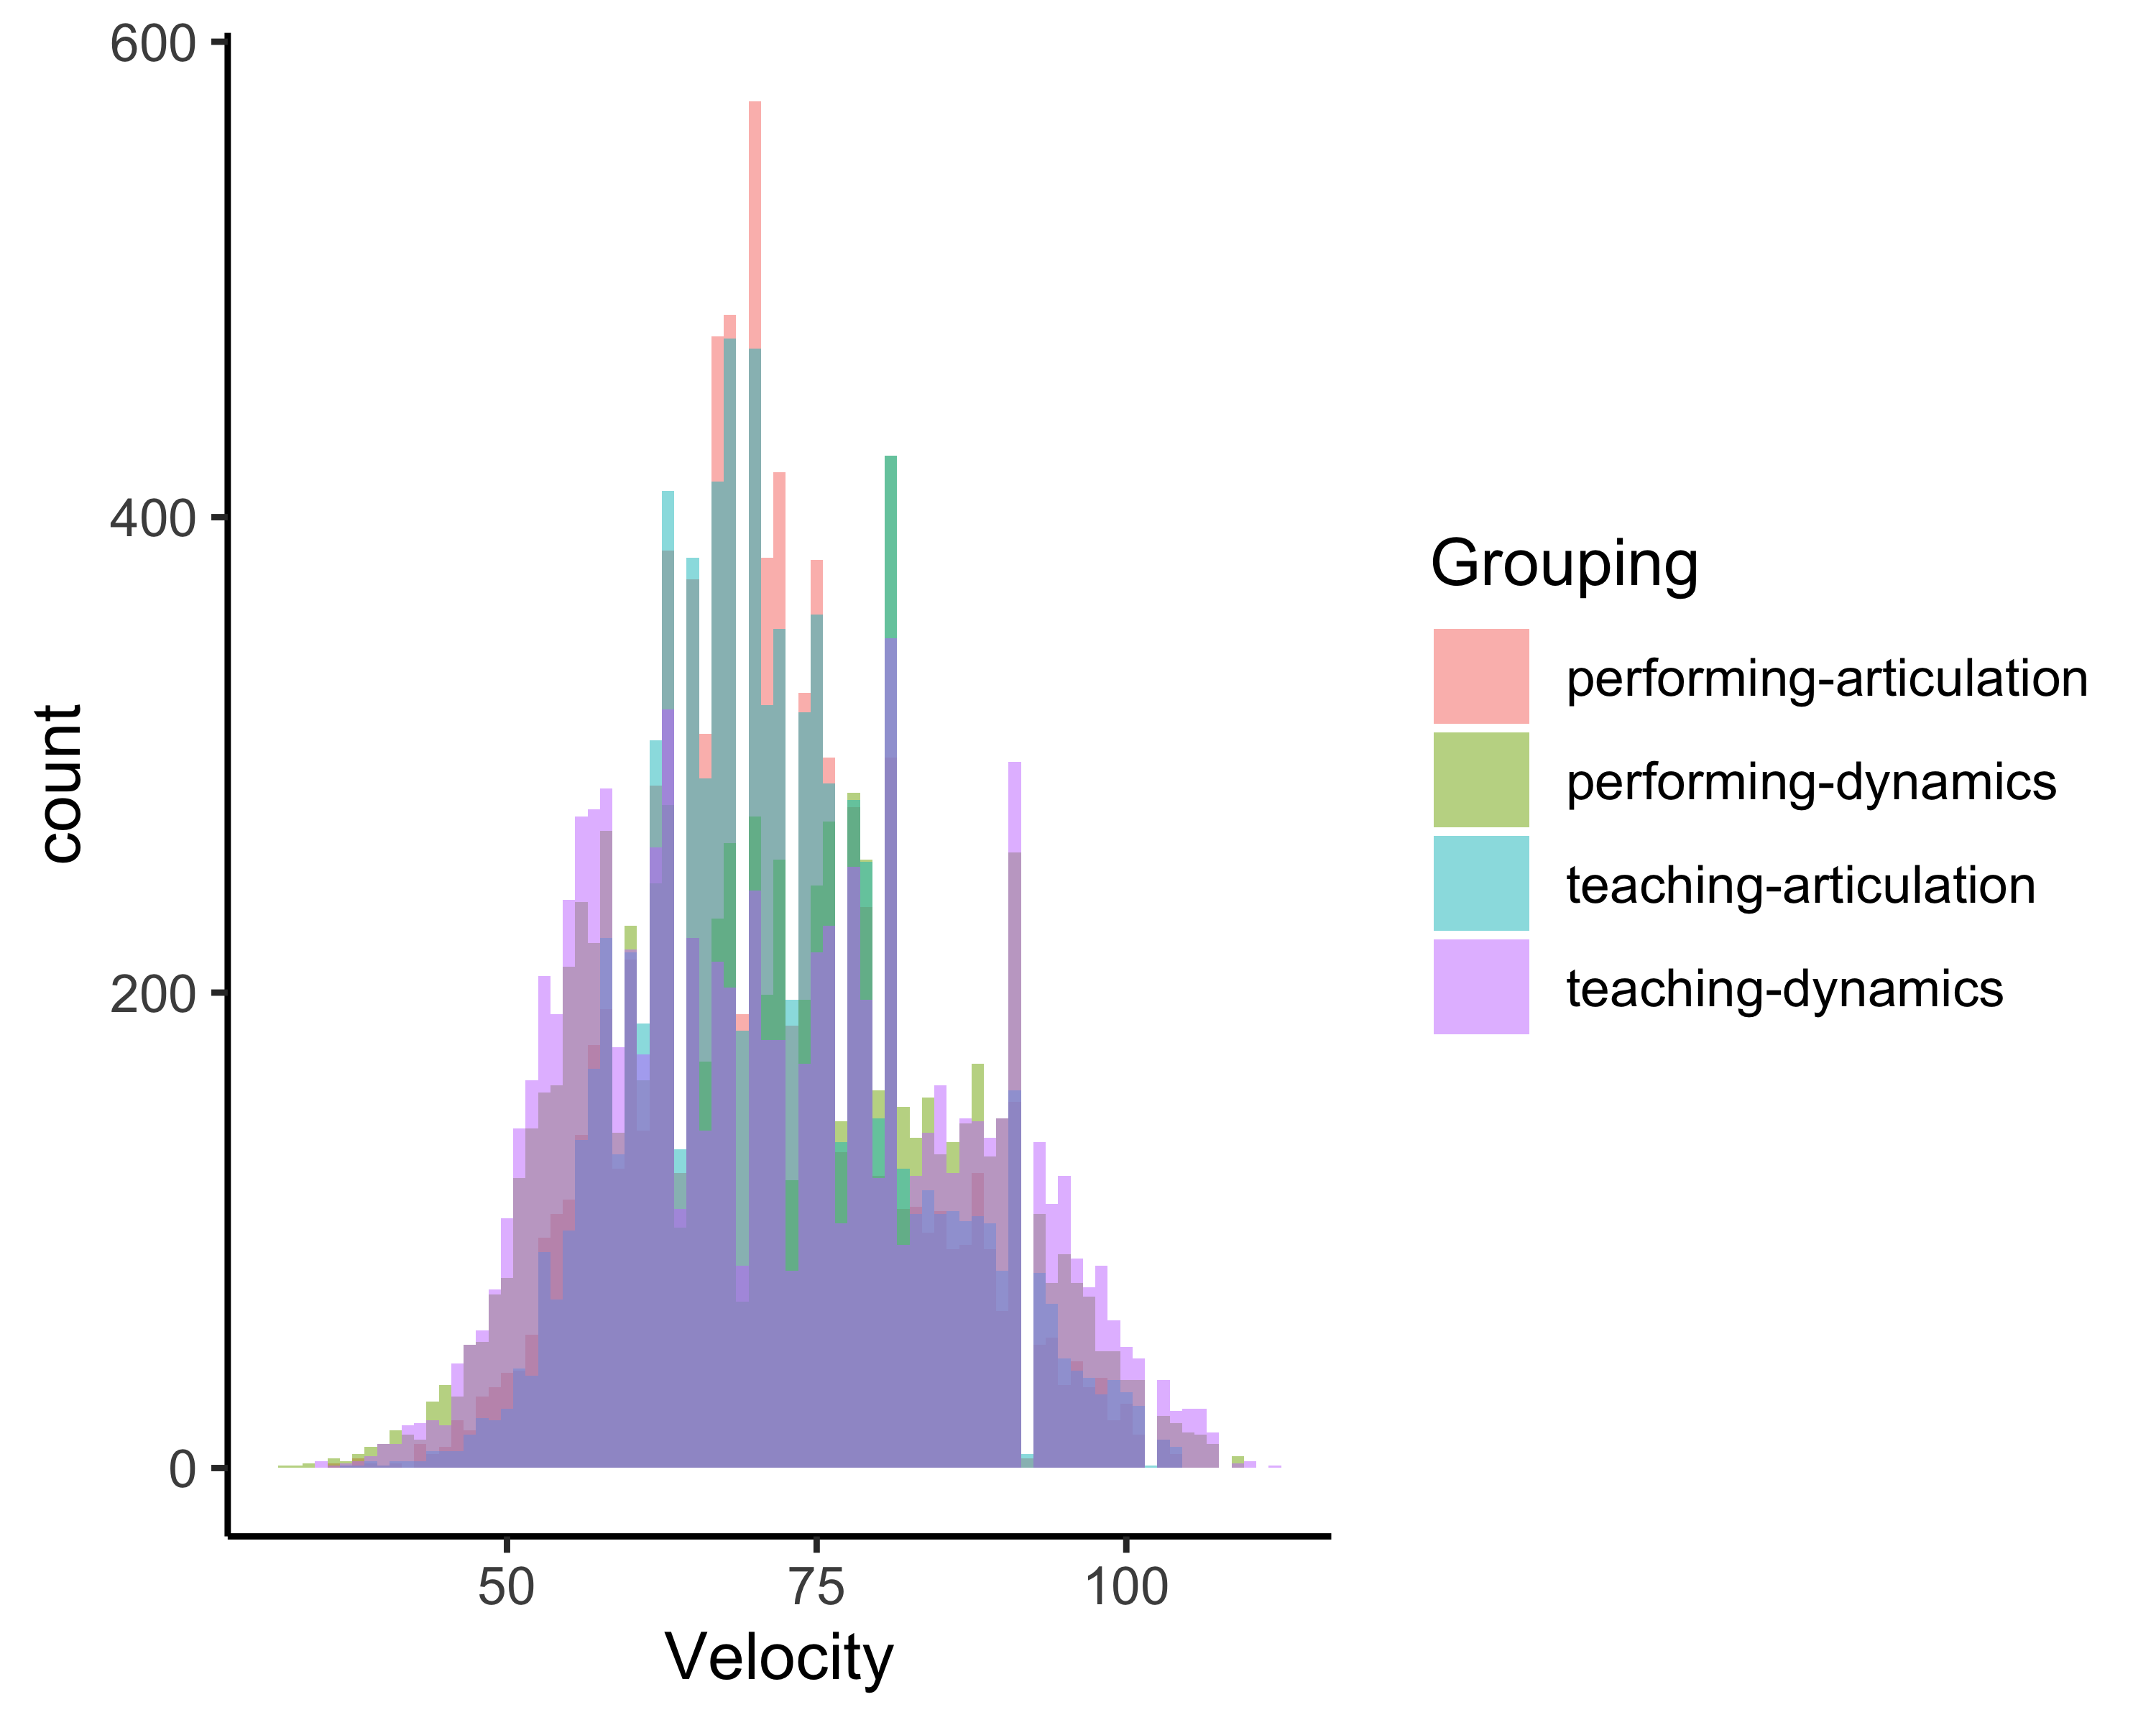 600
400
200
0
count
50 75 100
Velocity
Grouping
performing-articulation
performing-dynamics
teaching-articulation
teaching-dynamics